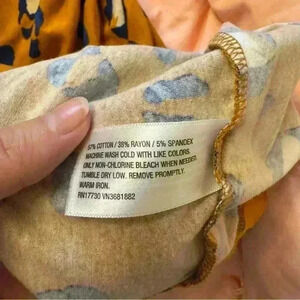 57% COTTON / 38% RAYON / 5% SPANDEX
MACHINE WASH COLD WITH LIKE COLORS.
ONLY NON-CHLORINE BLEACH WHEN NEEDED.
TUMBLE DRY LOW. REMOVE PROMPTLY.
WARM IRON.
RN17730 VN3681882